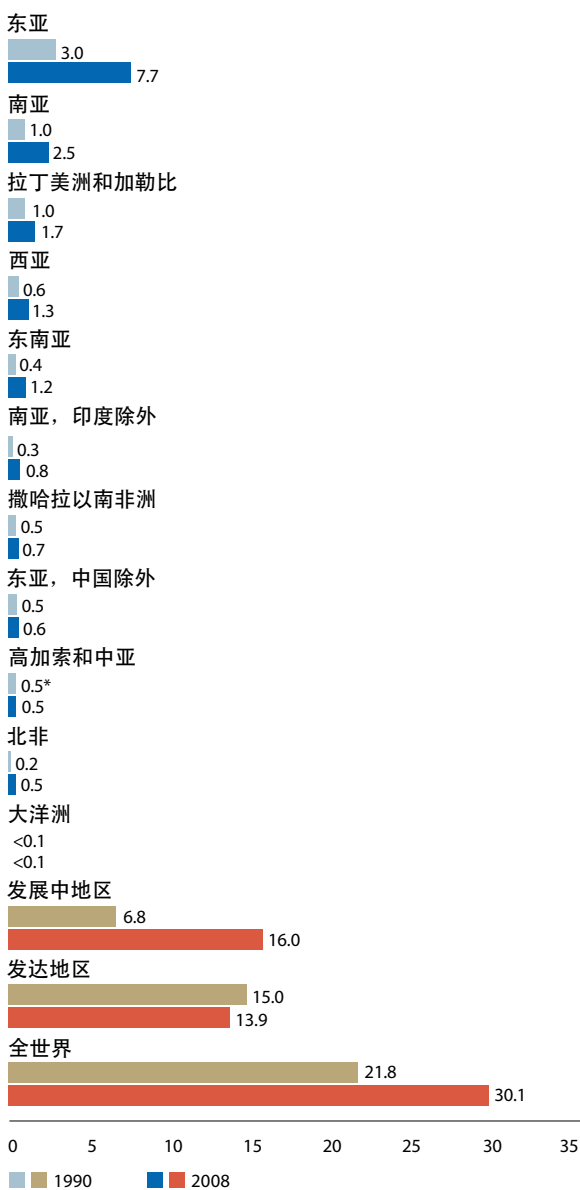 东亚
3.0
7.7
南亚
1.0
2.5
拉丁美洲和加勒比
1.0
1.7
西亚
0.6
1.3
东南亚
0.4
1.2
南亚，印度除外
0.3
0.8
撒哈拉以南非洲
0.5
0.7
东亚，中国除外
0.5
0.6
高加索和中亚
0.5*
0.5
北非
0.2
0.5
大洋洲
<0.1
<0.1
发展中地区
6.8
16.0
发达地区
15.0
13.9
全世界
21.8
30.1
0 5 10 15 20 25 30 35
1990 2008